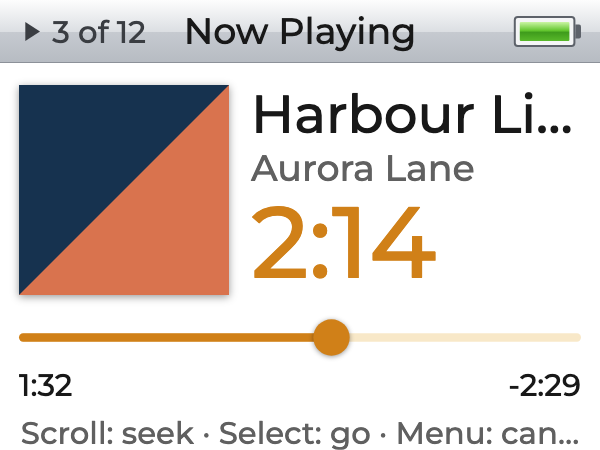 3 of 12 Now Playing
Harbour Li...
Aurora Lane
2:14
1:32 -2:29
Scroll: seek · Select: go · Menu: can...